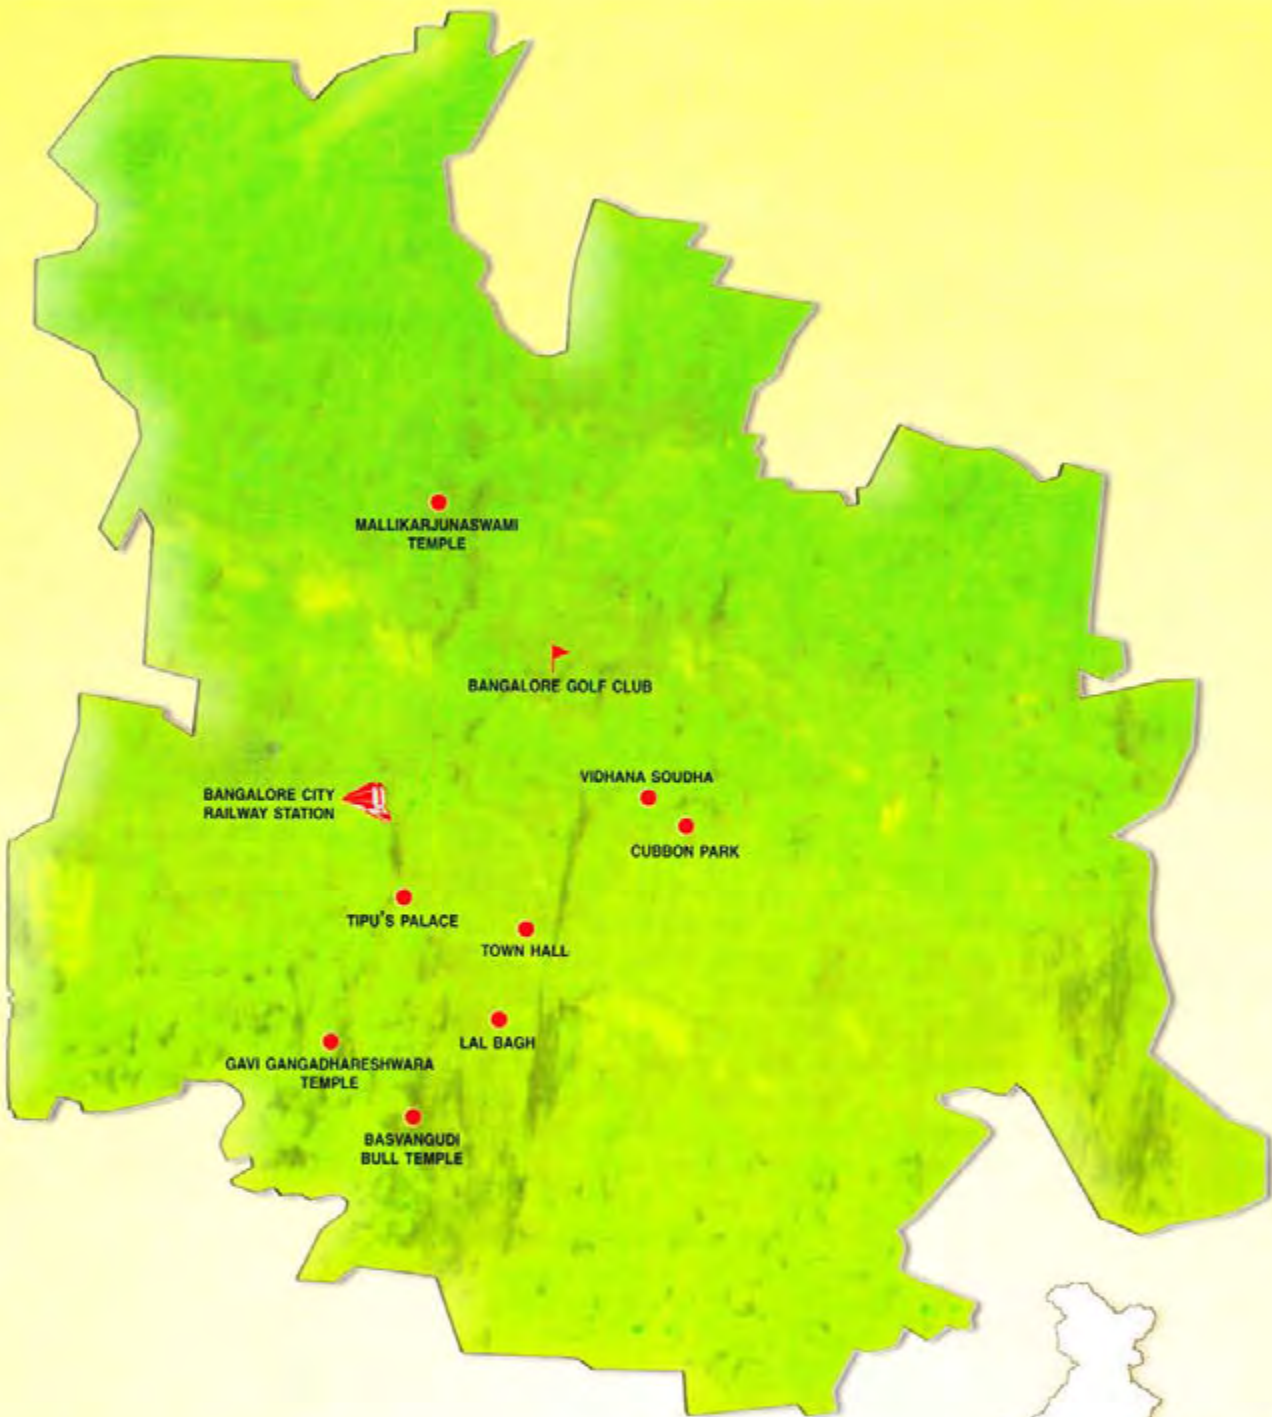 MALLIKARJUNASWAMI
TEMPLE
BANGALORE GOLF CLUB
VIDHANA SOUDHA
BANGALORE CITY
RAILWAY STATION
CUBBON PARK
TIPU'S PALACE
TOWN HALL
LAL BAGH
GAVI GANGADHARESHWARA
TEMPLE
BASVANGUDI
BULL TEMPLE